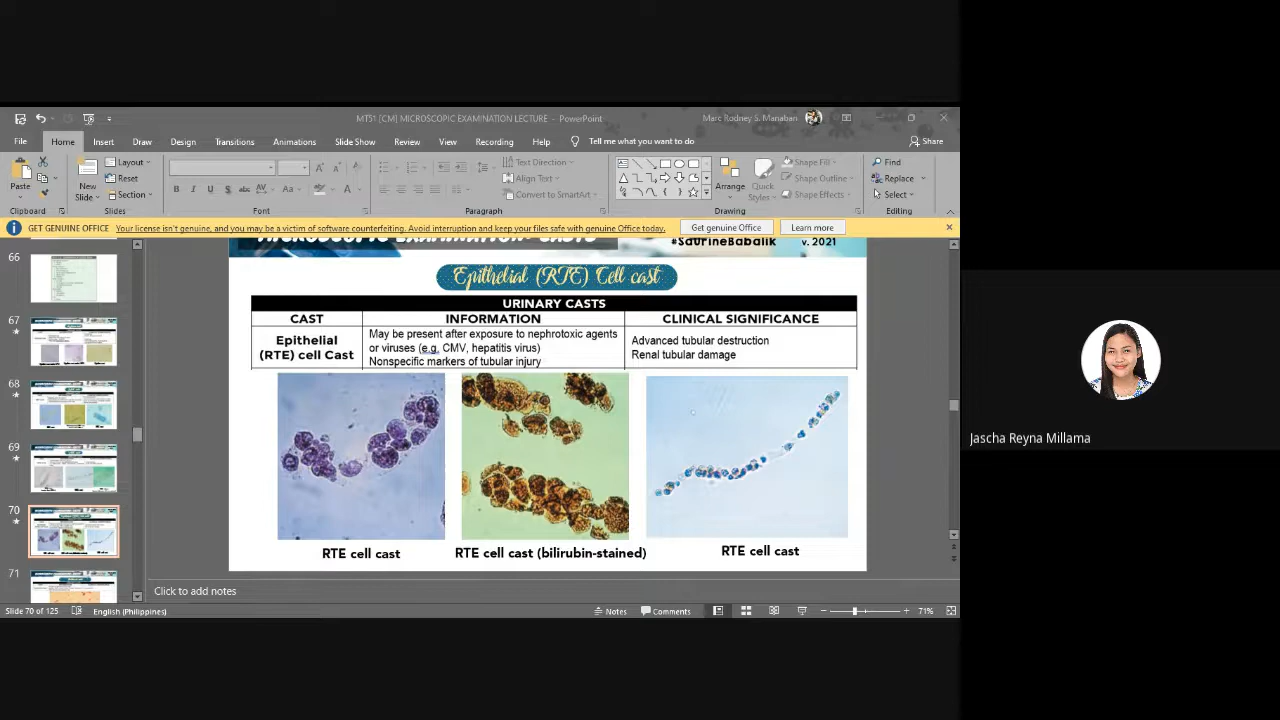 MT51 [CM] MICROSCOPIC EXAMINATION LECTURE - PowerPoint
Marc Rodney S. Manaban
File Home Insert Draw Design Transitions Animations Slide Show Review View Recording Help Tell me what you want to do Share
Paste
New Slide
Layout
Reset
Section
B I U S abc AV Aa A
Text Direction
Align Text
Convert to SmartArt
Arrange
Quick Styles
Shape Fill
Shape Outline
Shape Effects
Find
Replace
Select
Clipboard Slides Font Paragraph Drawing Editing
GET GENUINE OFFICE Your license isn't genuine, and you may be a victim of software counterfeiting. Avoid interruption and keep your files safe with genuine Office today. Get genuine Office Learn more
MICROSCOPIC EXAMINATION- CASTS
#SaurineBabalik v. 2021
66
67
68
69
70
71
Epithelial (RTE) Cell cast
URINARY CASTS
CAST INFORMATION CLINICAL SIGNIFICANCE
Epithelial
(RTE) cell Cast
May be present after exposure to nephrotoxic agents
or viruses (e.g. CMV, hepatitis virus)
Nonspecific markers of tubular injury
Advanced tubular destruction
Renal tubular damage
RTE cell cast
RTE cell cast (bilirubin-stained)
RTE cell cast
Click to add notes
Slide 70 of 125 English (Philippines) Notes Comments 71%
Jascha Reyna Millama